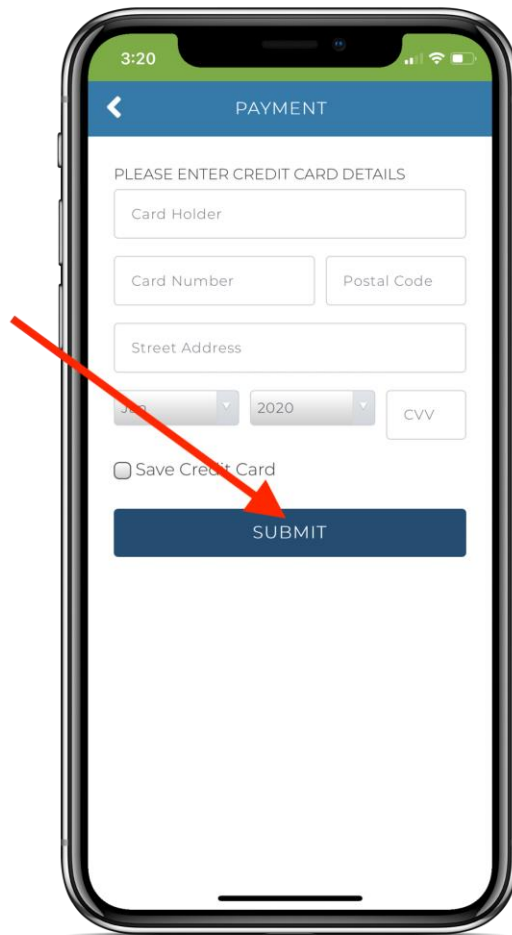 3:20
PAYMENT
PLEASE ENTER CREDIT CARD DETAILS
Card Holder
Card Number Postal Code
Street Address
Jan 2020 CVV
Save Credit Card
SUBMIT